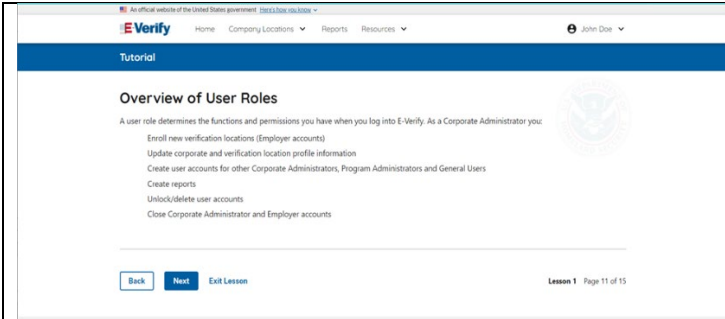 An official website of the United States government Here's how you know
E-Verify Home Company Locations Reports Resources John Doe
Tutorial
Overview of User Roles
A user role determines the functions and permissions you have when you log into E-Verify. As a Corporate Administrator you:
Enroll new verification locations (Employer accounts)
Update corporate and verification location profile information
Create user accounts for other Corporate Administrators, Program Administrators and General Users
Create reports
Unlock/delete user accounts
Close Corporate Administrator and Employer accounts
Back Next Exit Lesson Lesson 1 Page 11 of 15